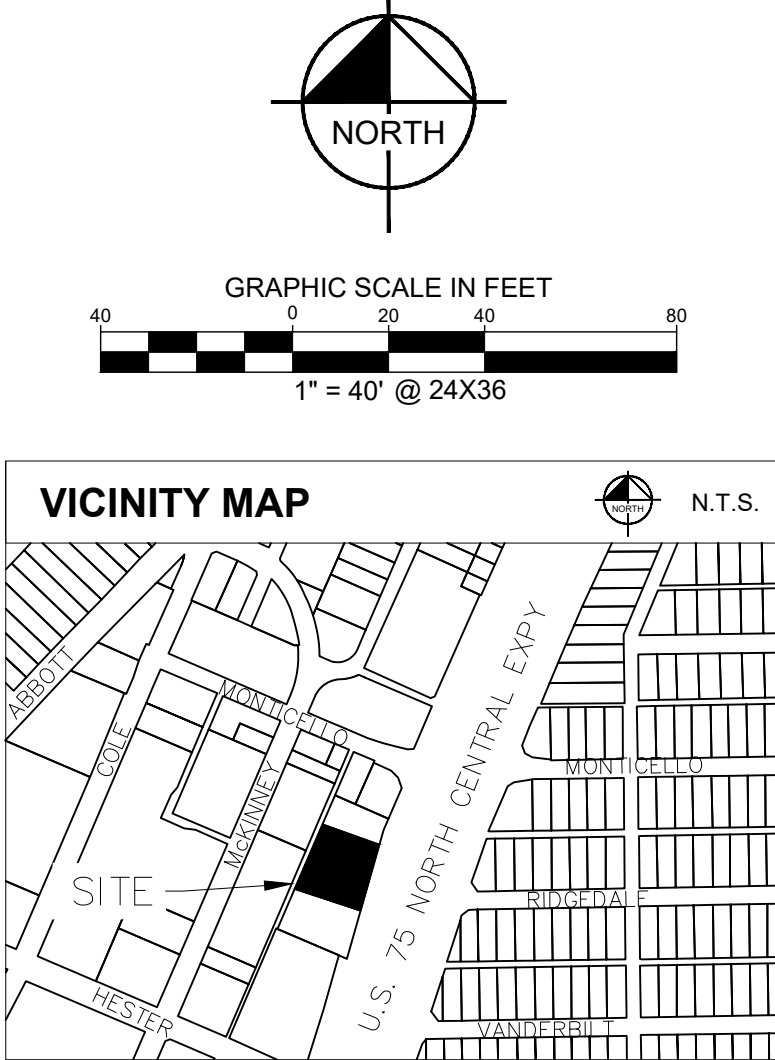 NORTH
GRAPHIC SCALE IN FEET
40 0 20 40 80
1" = 40' @ 24X36
VICINITY MAP
NORTH
N.T.S.
ABBOTT
COLE
MONTICELLO
McKINNEY
U.S. 75 NORTH CENTRAL EXPY
MONTICELLO
SITE
RIDGEDALE
HESTER
VANDERBILT